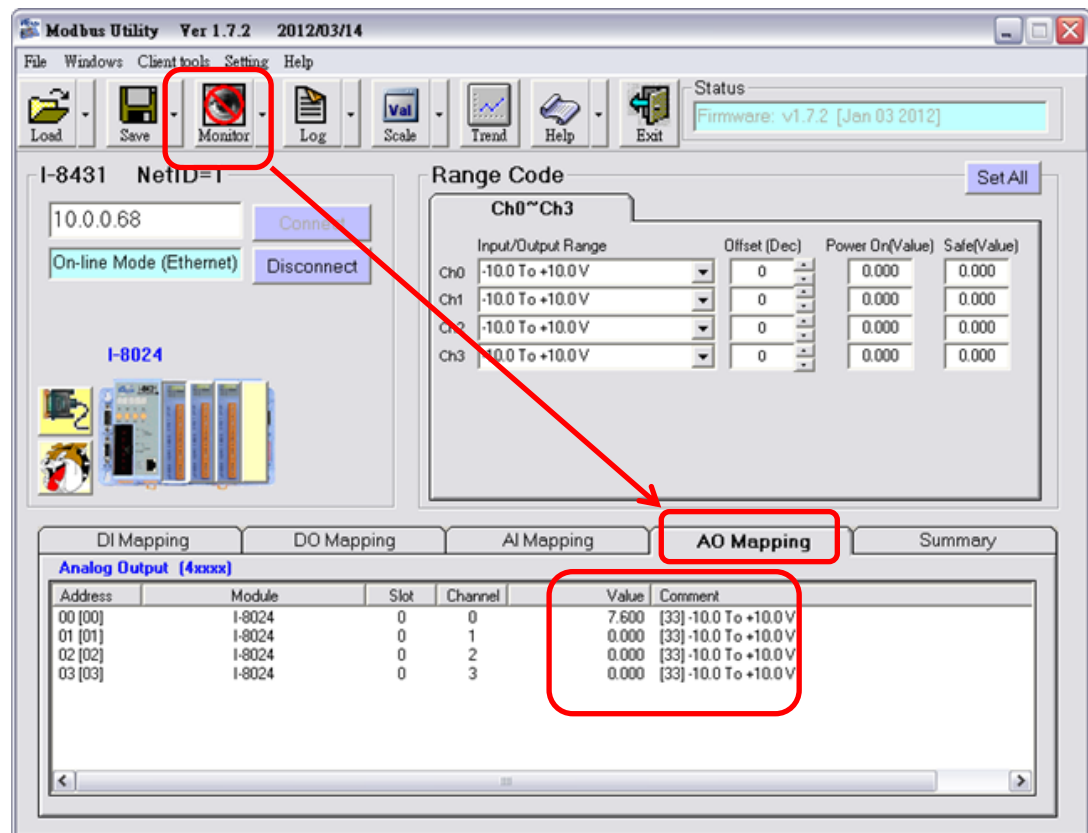 Modbus Utility Ver 1.7.2 2012/03/14
File Windows Client tools Setting Help
Load Save Monitor Log Val Scale Trend Help Exit
Status
Firmware: v1.7.2 [Jan 03 2012]
I-8431 NetID=1
10.0.0.68
Connect
On-line Mode (Ethernet)
Disconnect
I-8024
Range Code
Set All
Ch0~Ch3
Input/Output Range Offset (Dec) Power On(Value) Safe(Value)
Ch0 -10.0 To +10.0 V 0 0.000 0.000
Ch1 -10.0 To +10.0 V 0 0.000 0.000
Ch2 -10.0 To +10.0 V 0 0.000 0.000
Ch3 -10.0 To +10.0 V 0 0.000 0.000
DI Mapping DO Mapping AI Mapping AO Mapping Summary
Analog Output (4xxxx)
Address Module Slot Channel Value Comment
00 [00] I-8024 0 0 7.600 [33] -10.0 To +10.0 V
01 [01] I-8024 0 1 0.000 [33] -10.0 To +10.0 V
02 [02] I-8024 0 2 0.000 [33] -10.0 To +10.0 V
03 [03] I-8024 0 3 0.000 [33] -10.0 To +10.0 V